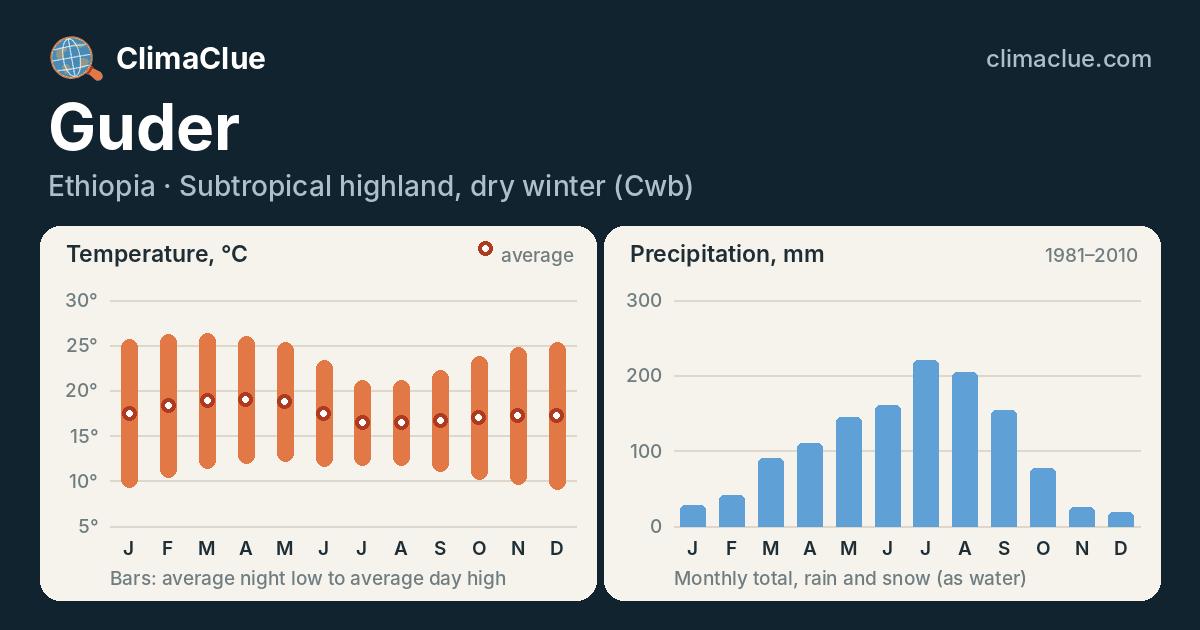 ClimaClue
climaclue.com
Guder
Ethiopia · Subtropical highland, dry winter (Cwb)
Temperature, °C
average
30°
25°
20°
15°
10°
5°
J F M A M J J A S O N D
Bars: average night low to average day high
Precipitation, mm
1981–2010
300
200
100
0
J F M A M J J A S O N D
Monthly total, rain and snow (as water)